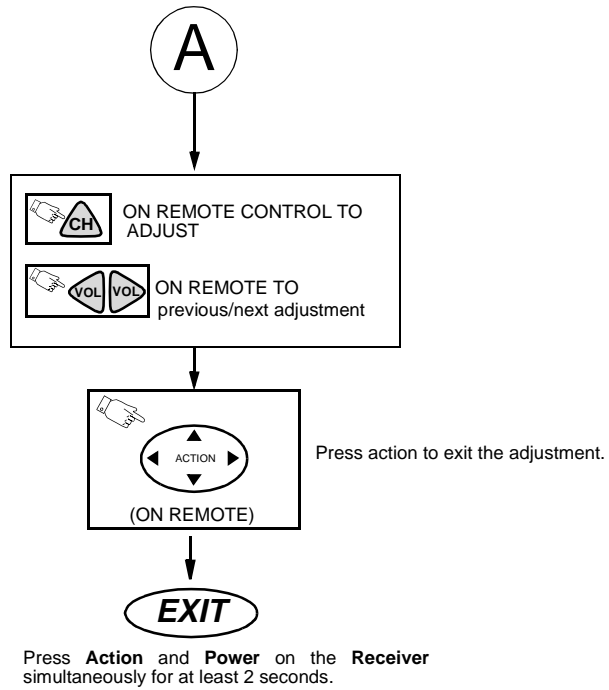 A
CH
ON REMOTE CONTROL TO
ADJUST
VOL VOL
ON REMOTE TO
previous/next adjustment
ACTION
Press action to exit the adjustment.
(ON REMOTE)
EXIT
Press Action and Power on the Receiver
simultaneously for at least 2 seconds.